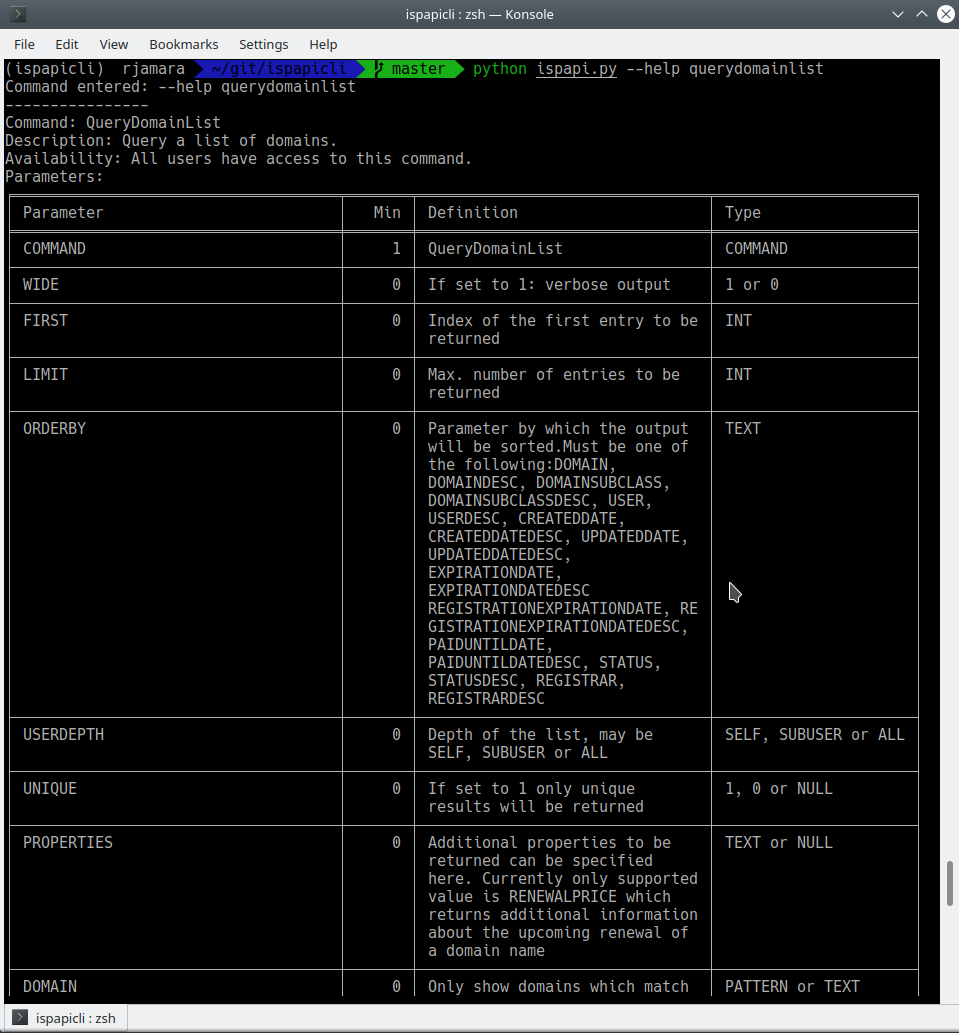 ispapicli : zsh — Konsole
File Edit View Bookmarks Settings Help
(ispapicli) rjamara ~/git/ispapicli master python ispapi.py --help querydomainlist
Command entered: --help querydomainlist
----------------
Command: QueryDomainList
Description: Query a list of domains.
Availability: All users have access to this command.
Parameters:
Parameter Min Definition Type
COMMAND 1 QueryDomainList COMMAND
WIDE 0 If set to 1: verbose output 1 or 0
FIRST 0 Index of the first entry to be INT
returned
LIMIT 0 Max. number of entries to be INT
returned
ORDERBY 0 Parameter by which the output TEXT
will be sorted.Must be one of
the following:DOMAIN,
DOMAINDESC, DOMAINSUBCLASS,
DOMAINSUBCLASSDESC, USER,
USERDESC, CREATEDDATE,
CREATEDDATEDESC, UPDATEDDATE,
UPDATEDDATEDESC,
EXPIRATIONDATE,
EXPIRATIONDATEDESC
REGISTRATIONEXPIRATIONDATE, RE
GISTRATIONEXPIRATIONDATEDESC,
PAIDUNTILDATE,
PAIDUNTILDATEDESC, STATUS,
STATUSDESC, REGISTRAR,
REGISTRARDESC
USERDEPTH 0 Depth of the list, may be SELF, SUBUSER or ALL
SELF, SUBUSER or ALL
UNIQUE 0 If set to 1 only unique 1, 0 or NULL
results will be returned
PROPERTIES 0 Additional properties to be TEXT or NULL
returned can be specified
here. Currently only supported
value is RENEWALPRICE which
returns additional information
about the upcoming renewal of
a domain name
DOMAIN 0 Only show domains which match PATTERN or TEXT
ispapicli : zsh